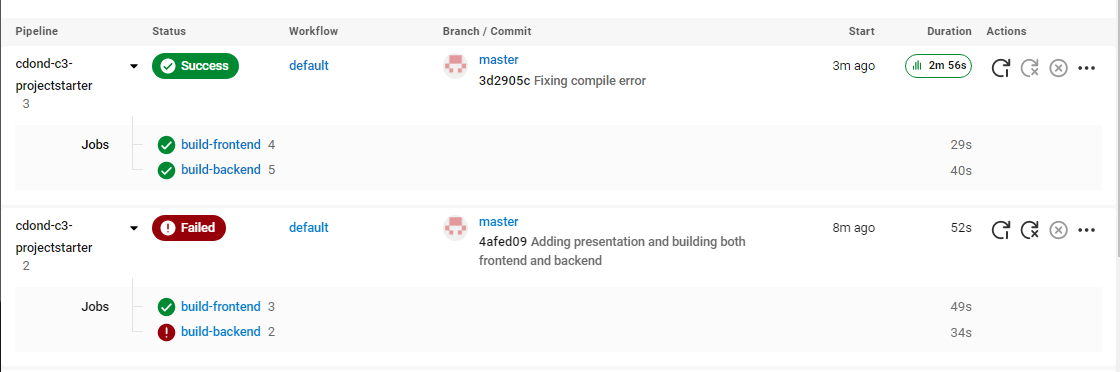 Pipeline Status Workflow Branch / Commit Start Duration Actions
cdond-c3-projectstarter 3 Success default master 3m ago 2m 56s
3d2905c Fixing compile error
Jobs build-frontend 4 29s
build-backend 5 40s
cdond-c3-projectstarter 2 Failed default master 8m ago 52s
4afed09 Adding presentation and building both
frontend and backend
Jobs build-frontend 3 49s
build-backend 2 34s